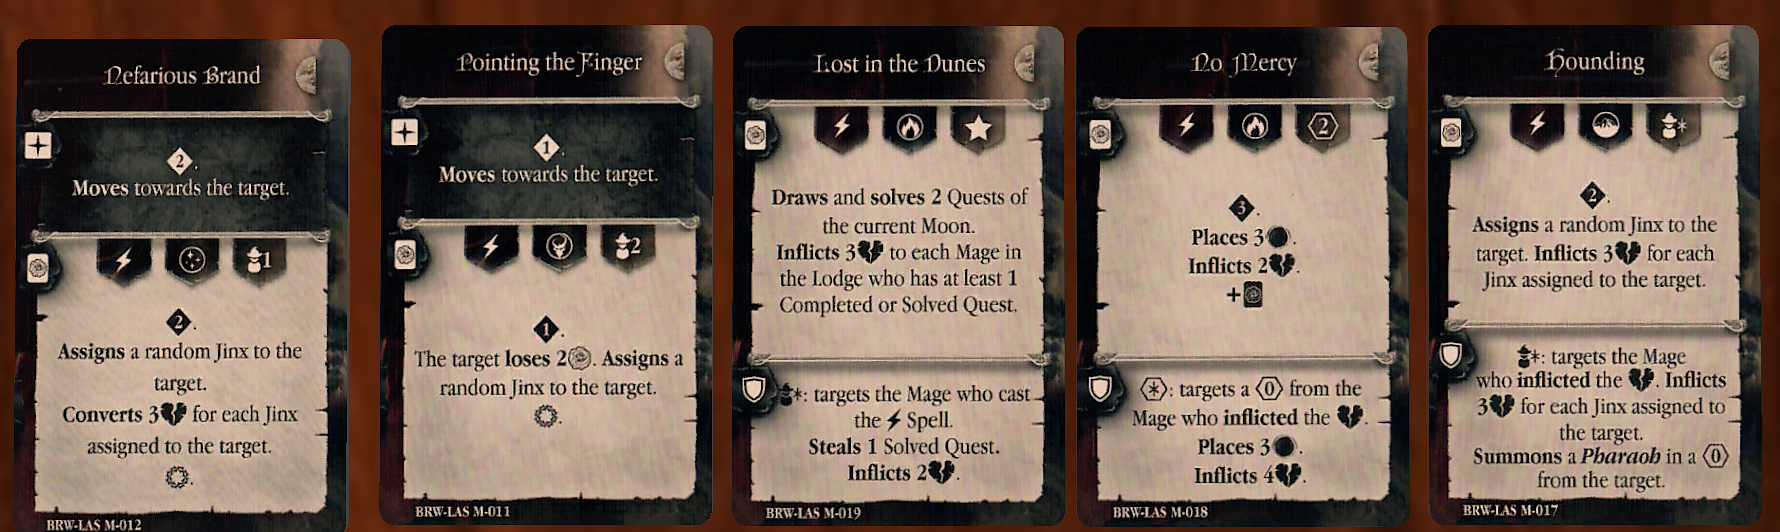 Nefarious Brand
2.
Moves towards the target.
1
2.
Assigns a random Jinx to the
target.
Converts 3 for each Jinx
assigned to the target.
.
BRW-LAS M-012
Pointing the Finger
1.
Moves towards the target.
2
1.
The target loses 2. Assigns a
random Jinx to the target.
.
BRW-LAS M-011
Lost in the Dunes
Draws and solves 2 Quests of
the current Moon.
Inflicts 3 to each Mage in
the Lodge who has at least 1
Completed or Solved Quest.
*: targets the Mage who cast
the Spell.
Steals 1 Solved Quest.
Inflicts 2.
BRW-LAS M-019
No Mercy
2
3.
Places 3.
Inflicts 2.
+
*: targets a 0 from the
Mage who inflicted the .
Places 3.
Inflicts 4.
BRW-LAS M-018
Hounding
*
2.
Assigns a random Jinx to the
target. Inflicts 3 for each
Jinx assigned to the target.
*: targets the Mage
who inflicted the . Inflicts
3 for each Jinx assigned to
the target.
Summons a Pharaoh in a 0
from the target.
BRW-LAS M-017